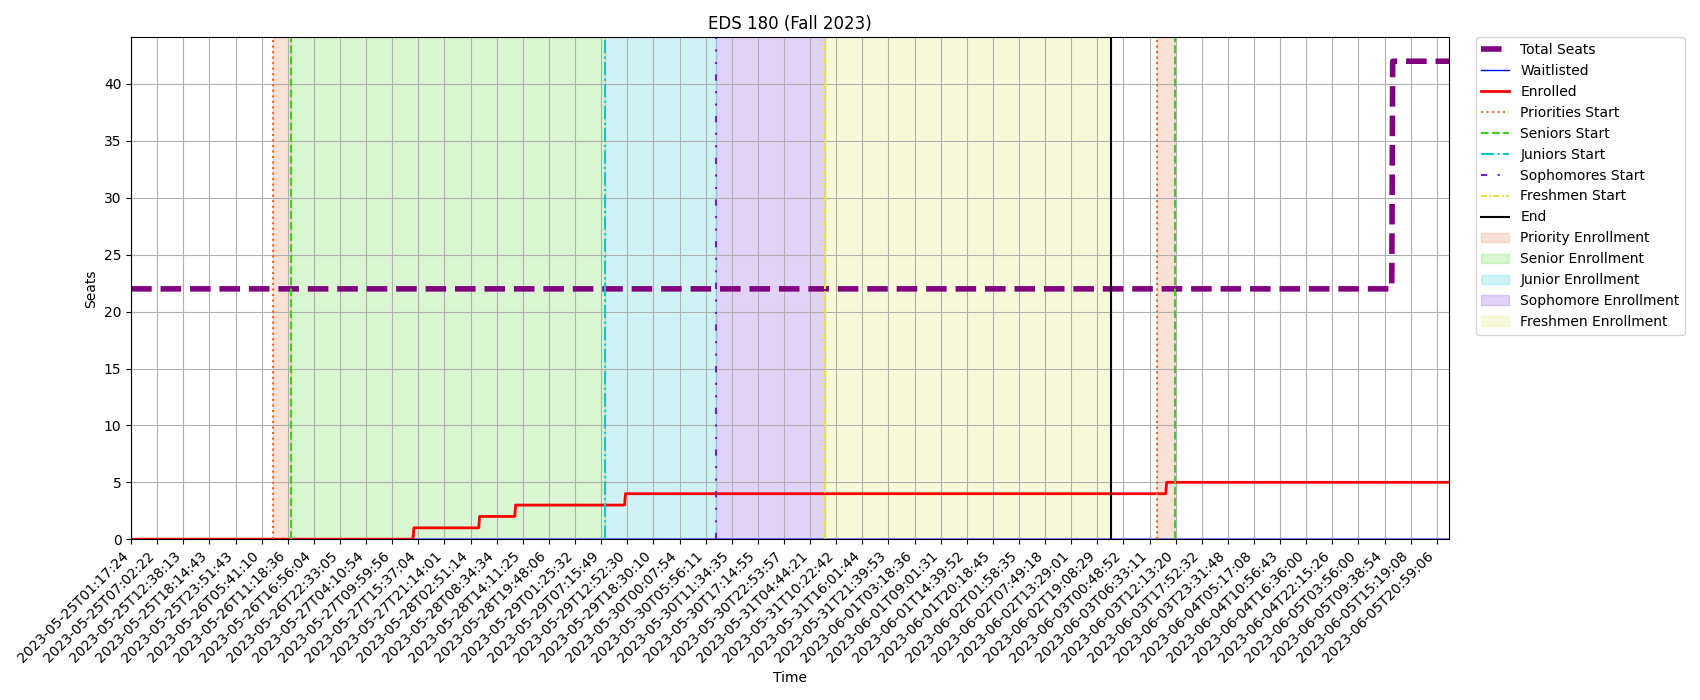 EDS 180 (Fall 2023)
Seats
40
35
30
25
20
15
10
5
0
2023-05-25T01:17:24
2023-05-25T07:02:22
2023-05-25T12:38:13
2023-05-25T18:14:43
2023-05-25T23:51:43
2023-05-26T05:41:10
2023-05-26T11:18:36
2023-05-26T16:56:04
2023-05-26T22:33:05
2023-05-27T04:10:54
2023-05-27T09:59:56
2023-05-27T15:37:04
2023-05-27T21:14:01
2023-05-28T02:51:14
2023-05-28T08:34:34
2023-05-28T14:11:25
2023-05-28T19:48:06
2023-05-29T01:25:32
2023-05-29T07:15:49
2023-05-29T12:52:30
2023-05-29T18:30:10
2023-05-30T00:07:54
2023-05-30T05:56:11
2023-05-30T11:34:35
2023-05-30T17:14:55
2023-05-30T22:53:57
2023-05-31T04:44:21
2023-05-31T10:22:42
2023-05-31T16:01:44
2023-05-31T21:39:53
2023-06-01T03:18:36
2023-06-01T09:01:31
2023-06-01T14:39:52
2023-06-01T20:18:45
2023-06-02T01:58:35
2023-06-02T07:49:18
2023-06-02T13:29:01
2023-06-02T19:08:29
2023-06-03T00:48:52
2023-06-03T06:33:11
2023-06-03T12:13:20
2023-06-03T17:52:32
2023-06-03T23:31:48
2023-06-04T05:17:08
2023-06-04T10:56:43
2023-06-04T16:36:00
2023-06-04T22:15:26
2023-06-05T03:56:00
2023-06-05T09:38:54
2023-06-05T15:19:08
2023-06-05T20:59:06
Time
Total Seats
Waitlisted
Enrolled
Priorities Start
Seniors Start
Juniors Start
Sophomores Start
Freshmen Start
End
Priority Enrollment
Senior Enrollment
Junior Enrollment
Sophomore Enrollment
Freshmen Enrollment